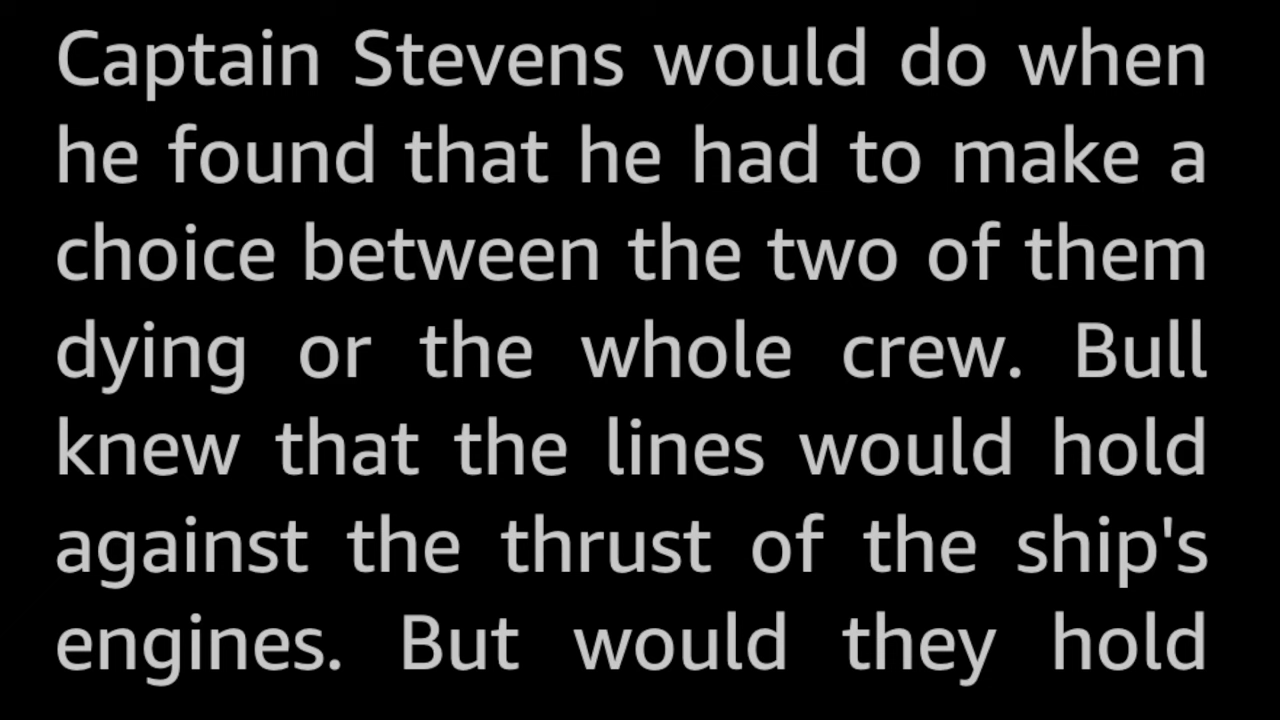 Captain Stevens would do when
he found that he had to make a
choice between the two of them
dying or the whole crew. Bull
knew that the lines would hold
against the thrust of the ship's
engines. But would they hold